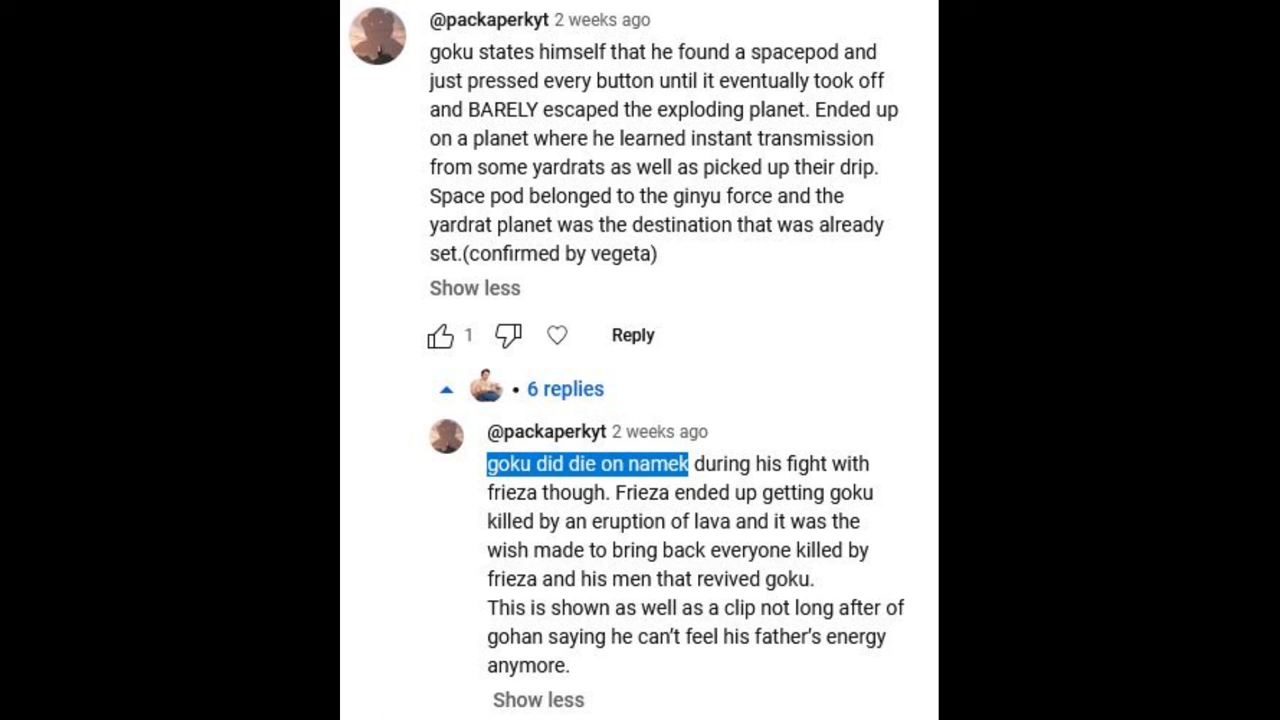 @packaperkyt 2 weeks ago
goku states himself that he found a spacepod and
just pressed every button until it eventually took off
and BARELY escaped the exploding planet. Ended up
on a planet where he learned instant transmission
from some yardrats as well as picked up their drip.
Space pod belonged to the ginyu force and the
yardrat planet was the destination that was already
set.(confirmed by vegeta)
Show less
1 Reply
• 6 replies
@packaperkyt 2 weeks ago
goku did die on namek during his fight with
frieza though. Frieza ended up getting goku
killed by an eruption of lava and it was the
wish made to bring back everyone killed by
frieza and his men that revived goku.
This is shown as well as a clip not long after of
gohan saying he can’t feel his father’s energy
anymore.
Show less